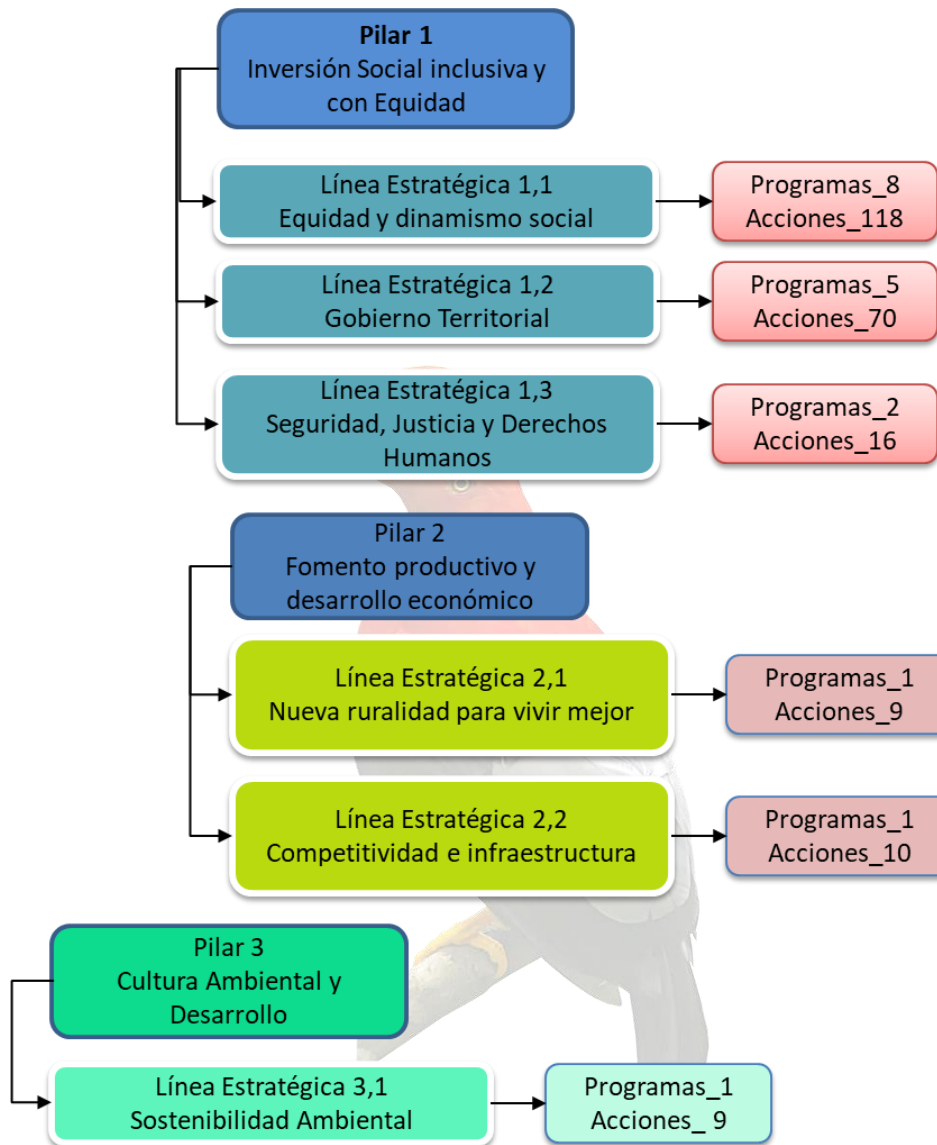 Pilar 1
Inversión Social inclusiva y
con Equidad
Línea Estratégica 1,1
Equidad y dinamismo social
Programas_8
Acciones_118
Línea Estratégica 1,2
Gobierno Territorial
Programas_5
Acciones_70
Línea Estratégica 1,3
Seguridad, Justicia y Derechos
Humanos
Programas_2
Acciones_16
Pilar 2
Fomento productivo y
desarrollo económico
Línea Estratégica 2,1
Nueva ruralidad para vivir mejor
Programas_1
Acciones_9
Línea Estratégica 2,2
Competitividad e infraestructura
Programas_1
Acciones_10
Pilar 3
Cultura Ambiental y
Desarrollo
Línea Estratégica 3,1
Sostenibilidad Ambiental
Programas_1
Acciones_ 9